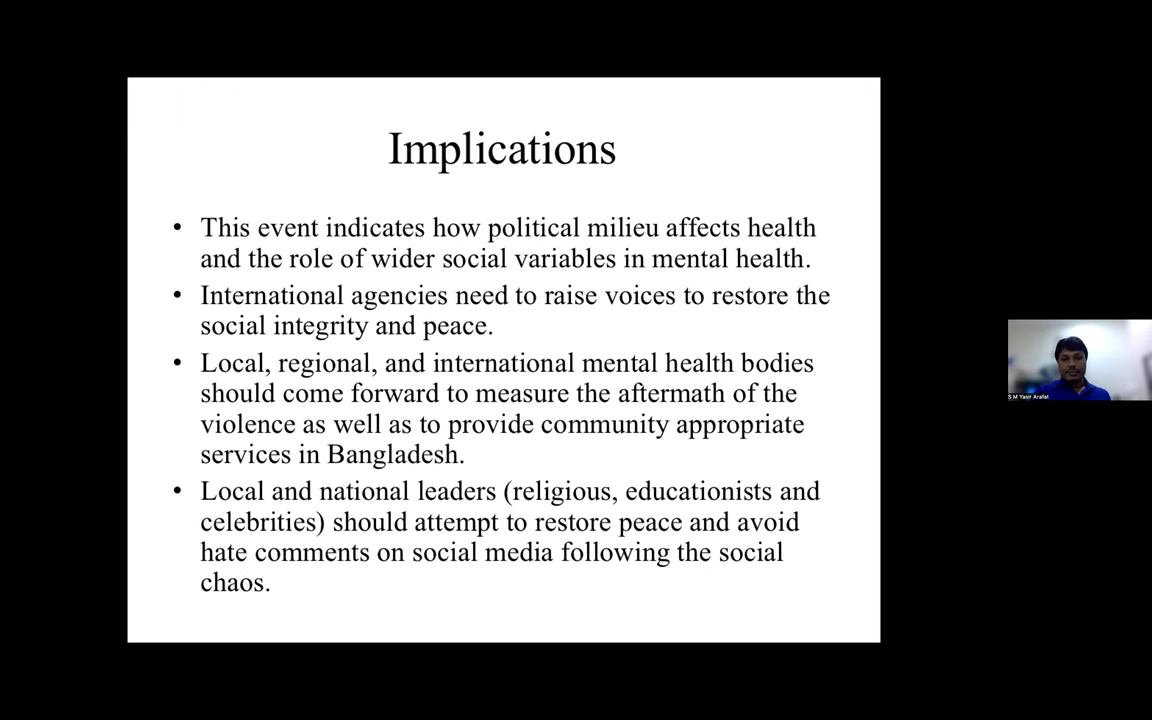 Implications
• This event indicates how political milieu affects health
and the role of wider social variables in mental health.
• International agencies need to raise voices to restore the
social integrity and peace.
• Local, regional, and international mental health bodies
should come forward to measure the aftermath of the
violence as well as to provide community appropriate
services in Bangladesh.
• Local and national leaders (religious, educationists and
celebrities) should attempt to restore peace and avoid
hate comments on social media following the social
chaos.
S M Yasir Arafat